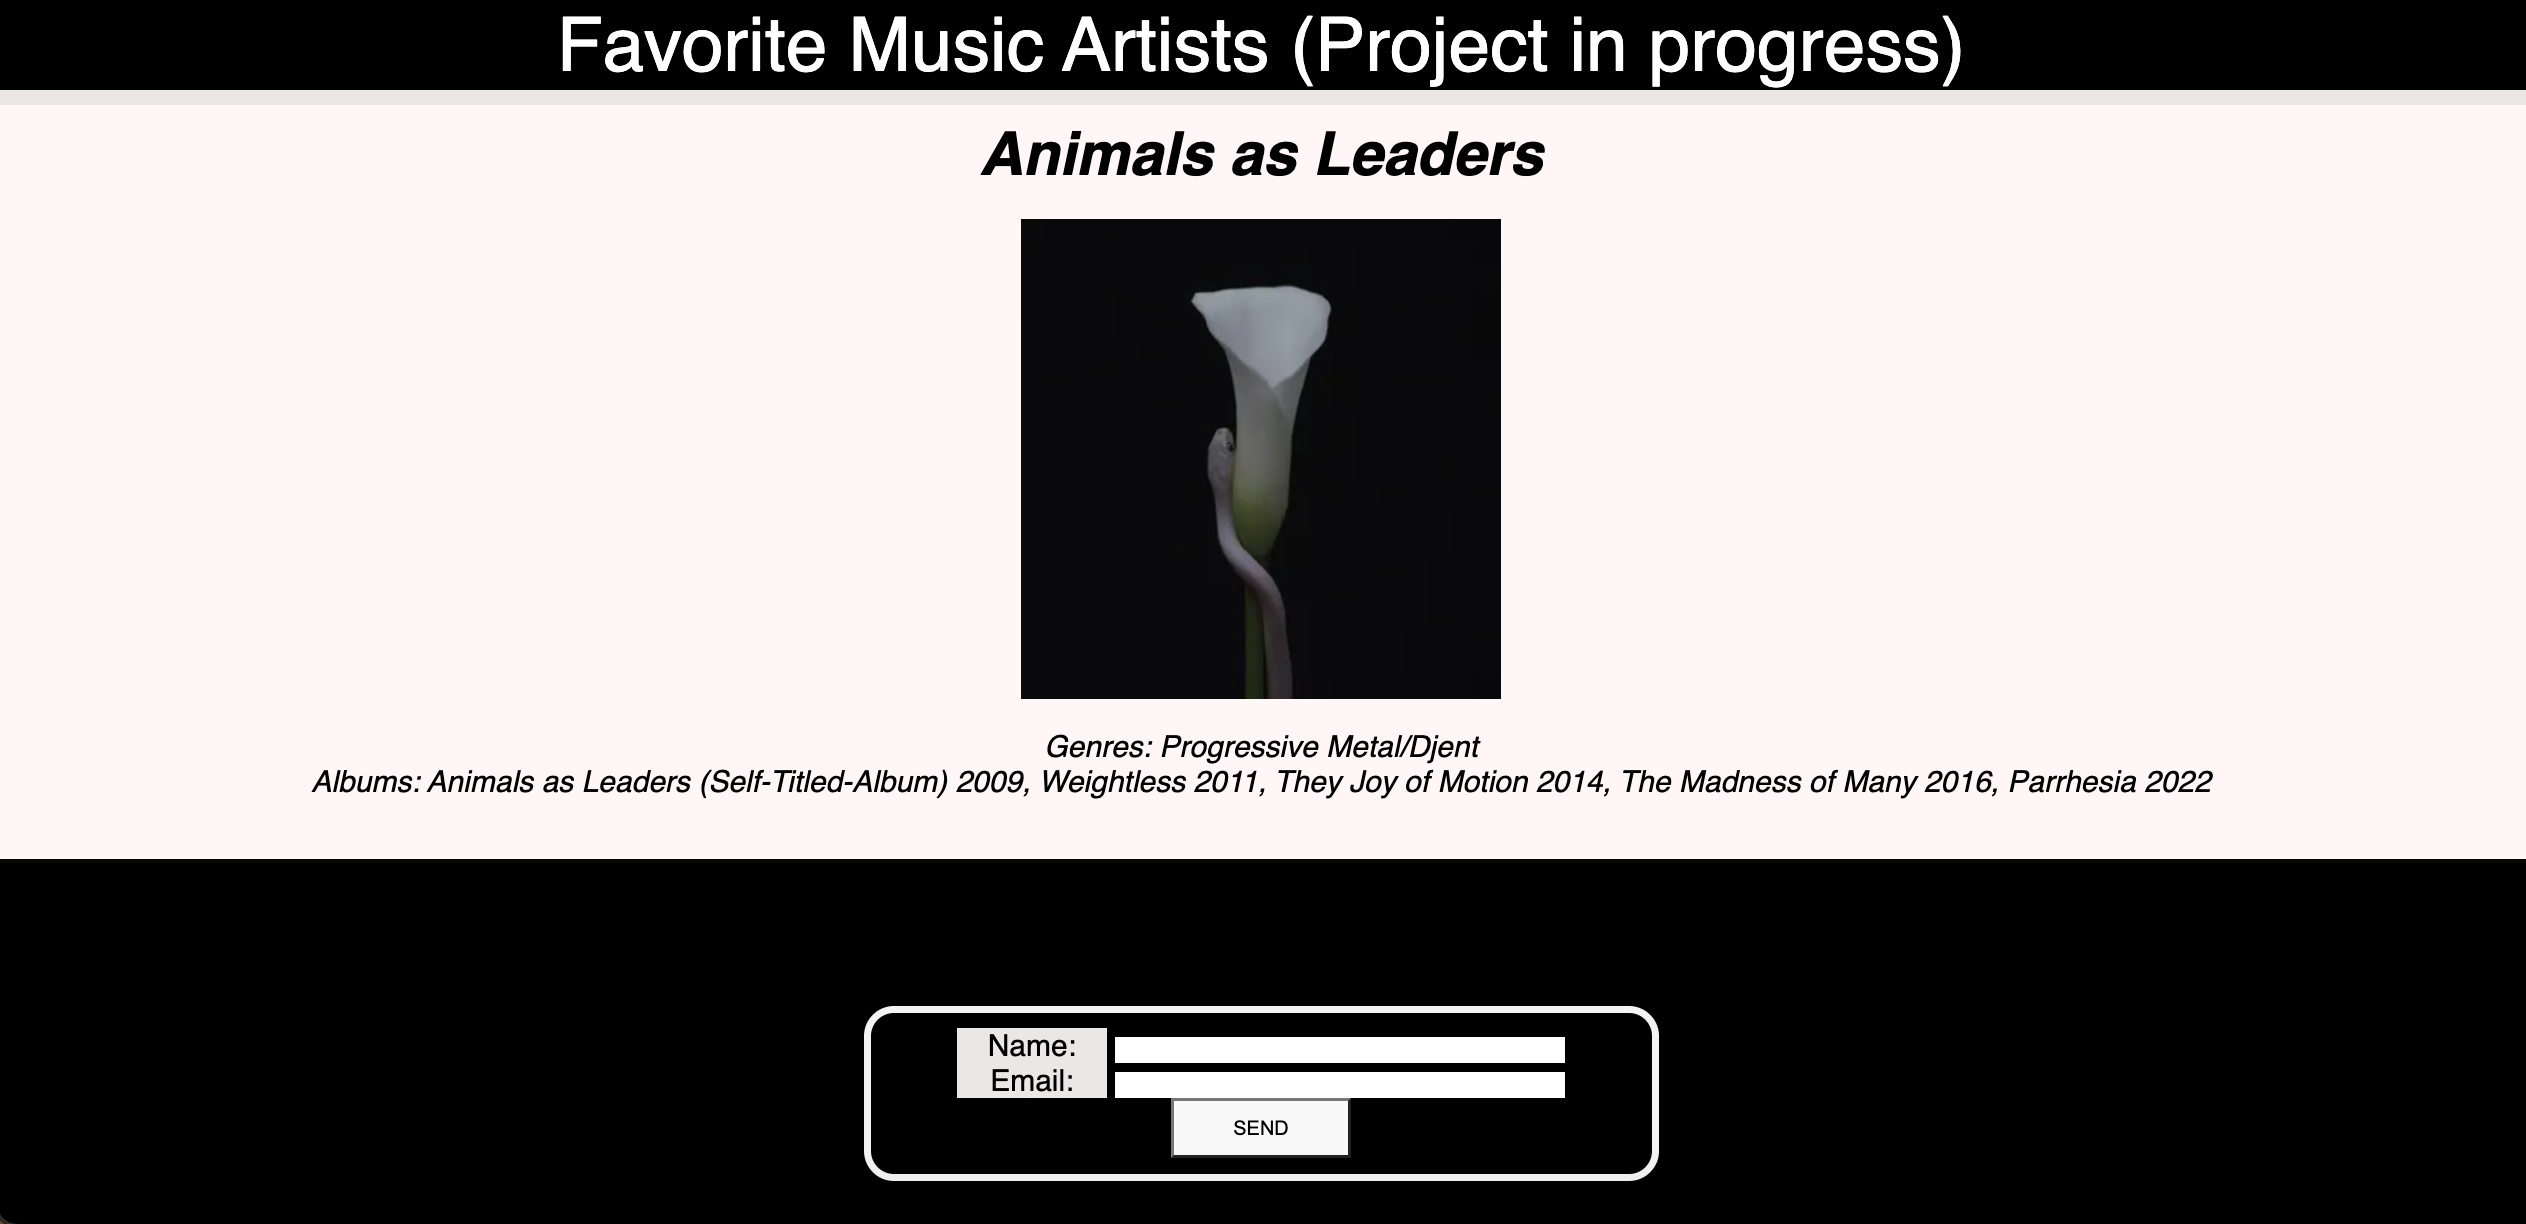 Favorite Music Artists (Project in progress)
Animals as Leaders
Genres: Progressive Metal/Djent
Albums: Animals as Leaders (Self-Titled-Album) 2009, Weightless 2011, They Joy of Motion 2014, The Madness of Many 2016, Parrhesia 2022
Name:
Email:
SEND